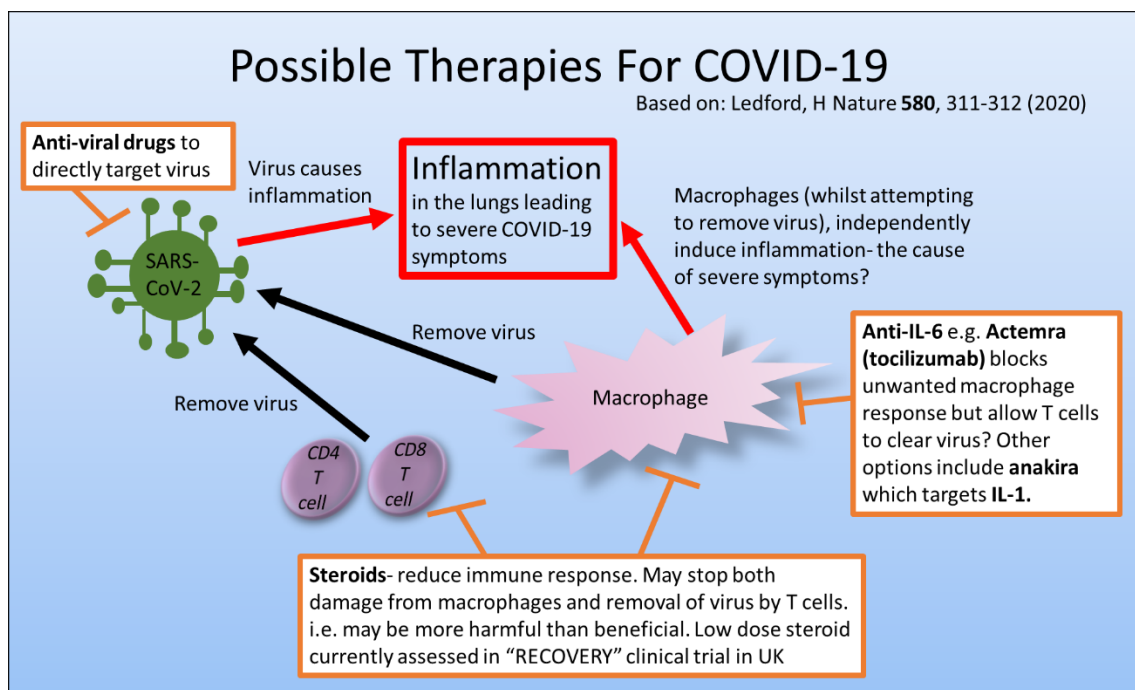 Possible Therapies For COVID-19
Based on: Ledford, H Nature 580, 311-312 (2020)
Anti-viral drugs to
directly target virus
Virus causes
inflammation
Inflammation
in the lungs leading
to severe COVID-19
symptoms
Macrophages (whilst attempting
to remove virus), independently
induce inflammation- the cause
of severe symptoms?
SARS-
CoV-2
Remove virus
Remove virus
Macrophage
Anti-IL-6 e.g. Actemra
(tocilizumab) blocks
unwanted macrophage
response but allow T cells
to clear virus? Other
options include anakira
which targets IL-1.
CD4
T
cell
CD8
T
cell
Steroids- reduce immune response. May stop both
damage from macrophages and removal of virus by T cells.
i.e. may be more harmful than beneficial. Low dose steroid
currently assessed in “RECOVERY” clinical trial in UK